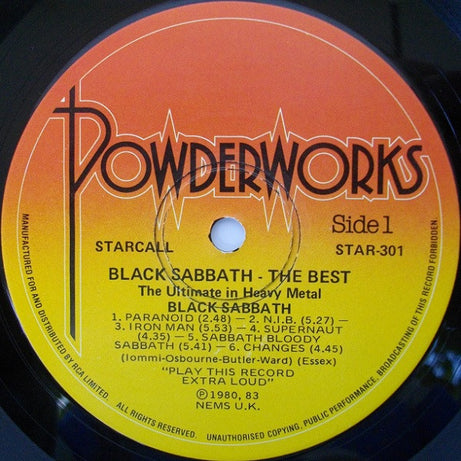 POWDERWORKS
Side 1
STARCALL
STAR-301
BLACK SABBATH - THE BEST
The Ultimate in Heavy Metal
BLACK SABBATH
1. PARANOID (2.48) – 2. N.I.B. (5.27) –
3. IRON MAN (5.53) – 4. SUPERNAUT
(4.35) – 5. SABBATH BLOODY
SABBATH (5.41) – 6. CHANGES (4.45)
(Iommi-Osbourne-Butler-Ward) (Essex)
"PLAY THIS RECORD
EXTRA LOUD"
Ⓟ 1980, 83
NEMS U.K.
MANUFACTURED FOR AND DISTRIBUTED BY RCA LIMITED. ALL RIGHTS RESERVED. UNAUTHORISED COPYING, PUBLIC PERFORMANCE, BROADCASTING OF THIS RECORD FORBIDDEN